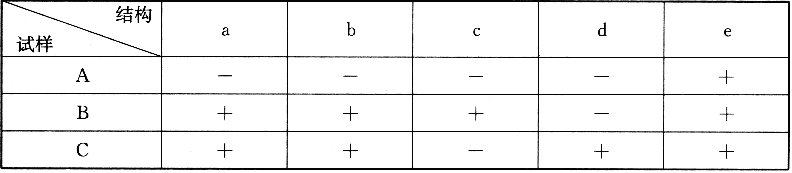 结构
试样 a b c d e
A − − − − +
B + + + − +
C + + − + +